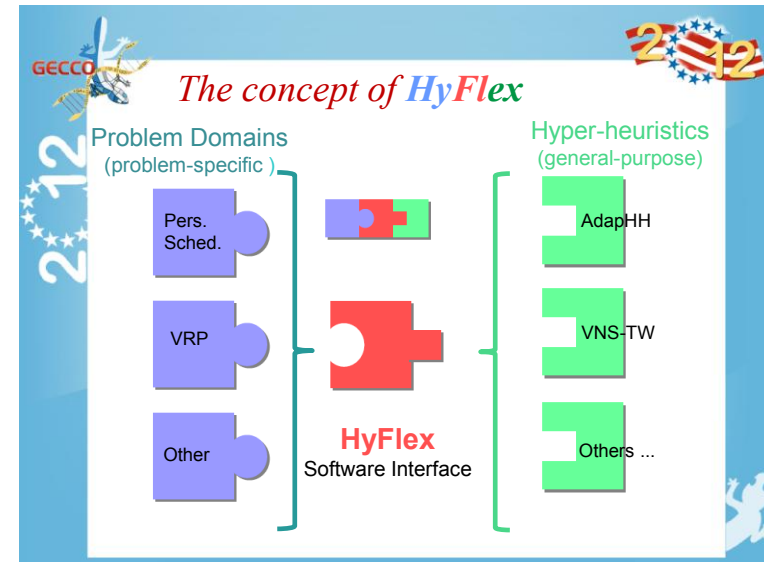 GECCO
2012
2012
The concept of HyFlex
Problem Domains
(problem-specific )
Hyper-heuristics
(general-purpose)
Pers.
Sched.
AdapHH
VRP
VNS-TW
HyFlex
Software Interface
Other
Others ...